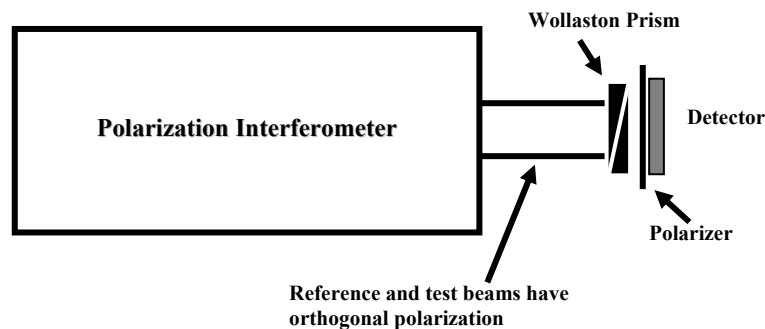 Wollaston Prism
Polarization Interferometer
Detector
Polarizer
Reference and test beams have
orthogonal polarization